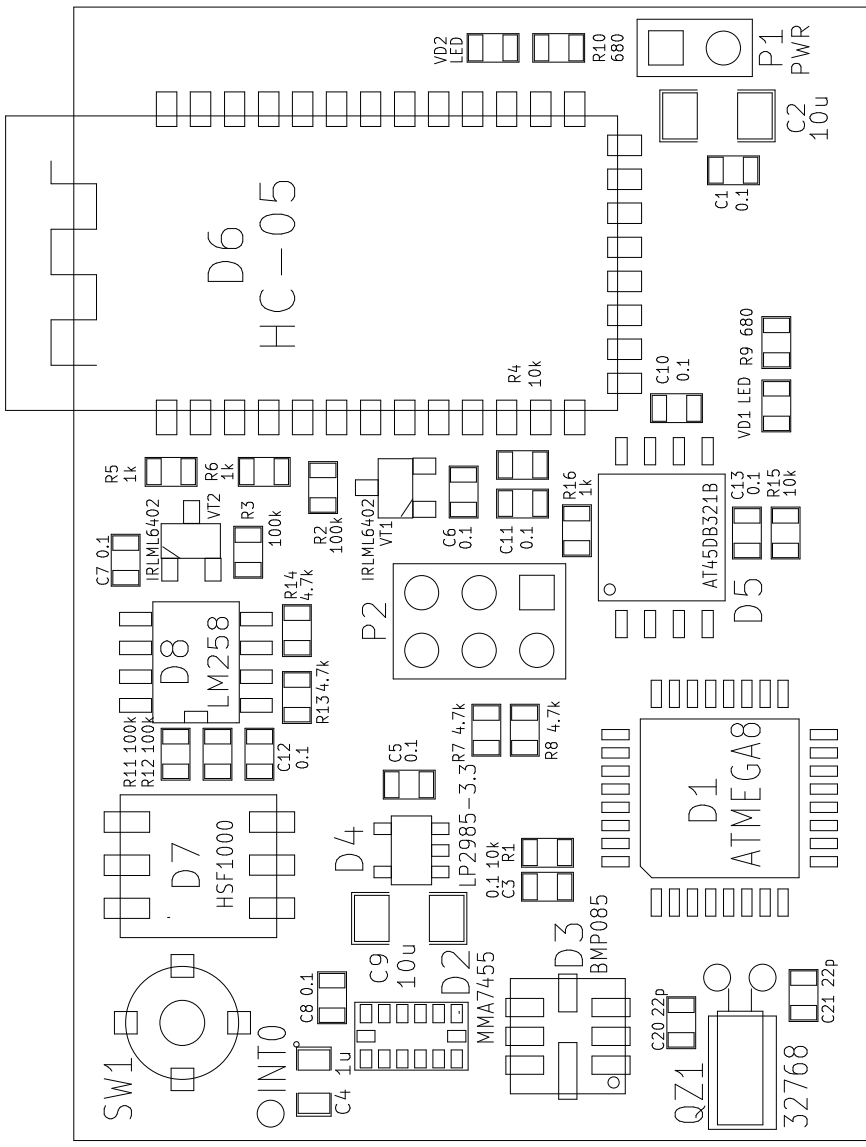 VD2
LED
R10
680
P1
PWR
C2
10u
C1
0.1
D6
HC-05
R4
10k
C10
0.1
R9 680
VD1 LED
R5
1k
R6
1k
IRLML6402
VT2
C7 0.1
R3
100k
R2
100k
IRLML6402
VT1
C6
0.1
C11
0.1
R16
1k
AT45DB321B
D5
C13
0.1
R15
10k
D8
LM258
R14
4.7k
R13 4.7k
P2
R11 100k
R12 100k
C12
0.1
C5
0.1
R7 4.7k
R8 4.7k
D4
LP2985-3.3
D7
HSF1000
D1
ATMEGA8
R1
10k
C3
0.1
C9
10u
D2
MMA7455
D3
BMP085
C8 0.1
SW1
INT0
C4
1u
C20 22p
C21 22p
QZ1
32768